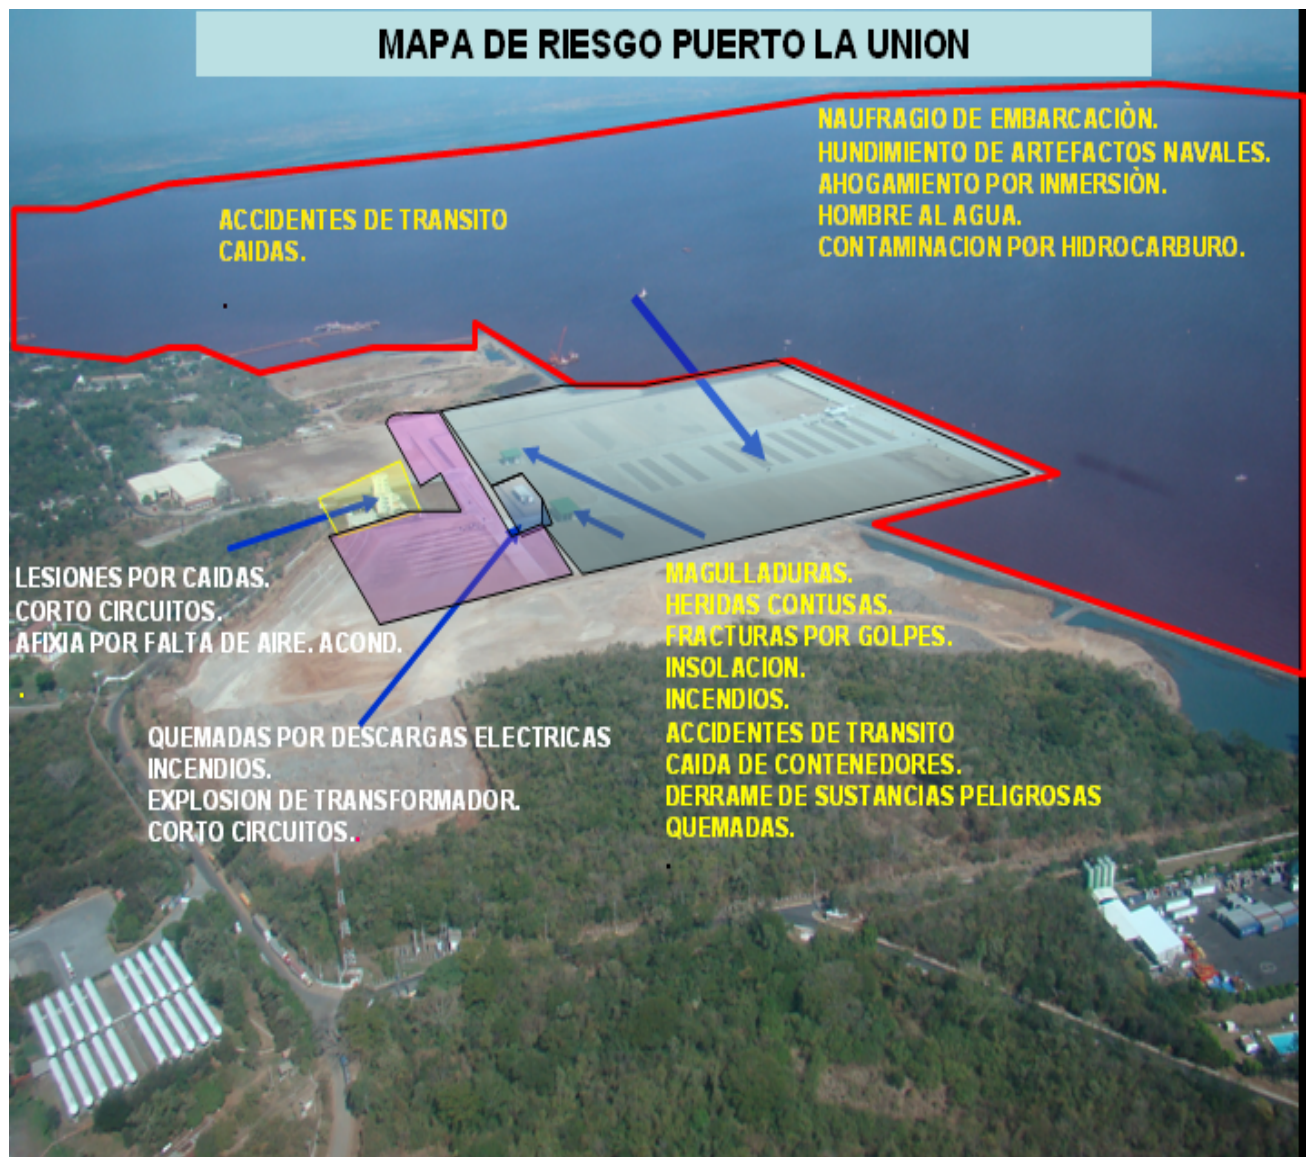 MAPA DE RIESGO PUERTO LA UNION
NAUFRAGIO DE EMBARCACIÒN.
HUNDIMIENTO DE ARTEFACTOS NAVALES.
AHOGAMIENTO POR INMERSIÒN.
HOMBRE AL AGUA.
CONTAMINACION POR HIDROCARBURO.
ACCIDENTES DE TRANSITO
CAIDAS.
.
LESIONES POR CAIDAS.
CORTO CIRCUITOS.
AFIXIA POR FALTA DE AIRE. ACOND.
.
QUEMADAS POR DESCARGAS ELECTRICAS
INCENDIOS.
EXPLOSION DE TRANSFORMADOR.
CORTO CIRCUITOS..
MAGULLADURAS.
HERIDAS CONTUSAS.
FRACTURAS POR GOLPES.
INSOLACION.
INCENDIOS.
ACCIDENTES DE TRANSITO
CAIDA DE CONTENEDORES.
DERRAME DE SUSTANCIAS PELIGROSAS
QUEMADAS.
.